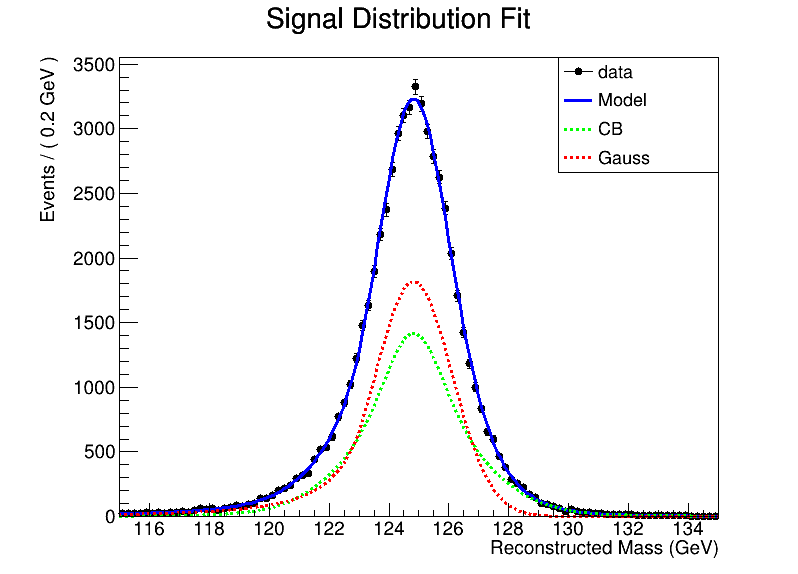 Signal Distribution Fit
Events / ( 0.2 GeV )
3500
3000
2500
2000
1500
1000
500
0
data
Model
CB
Gauss
116 118 120 122 124 126 128 130 132 134
Reconstructed Mass (GeV)